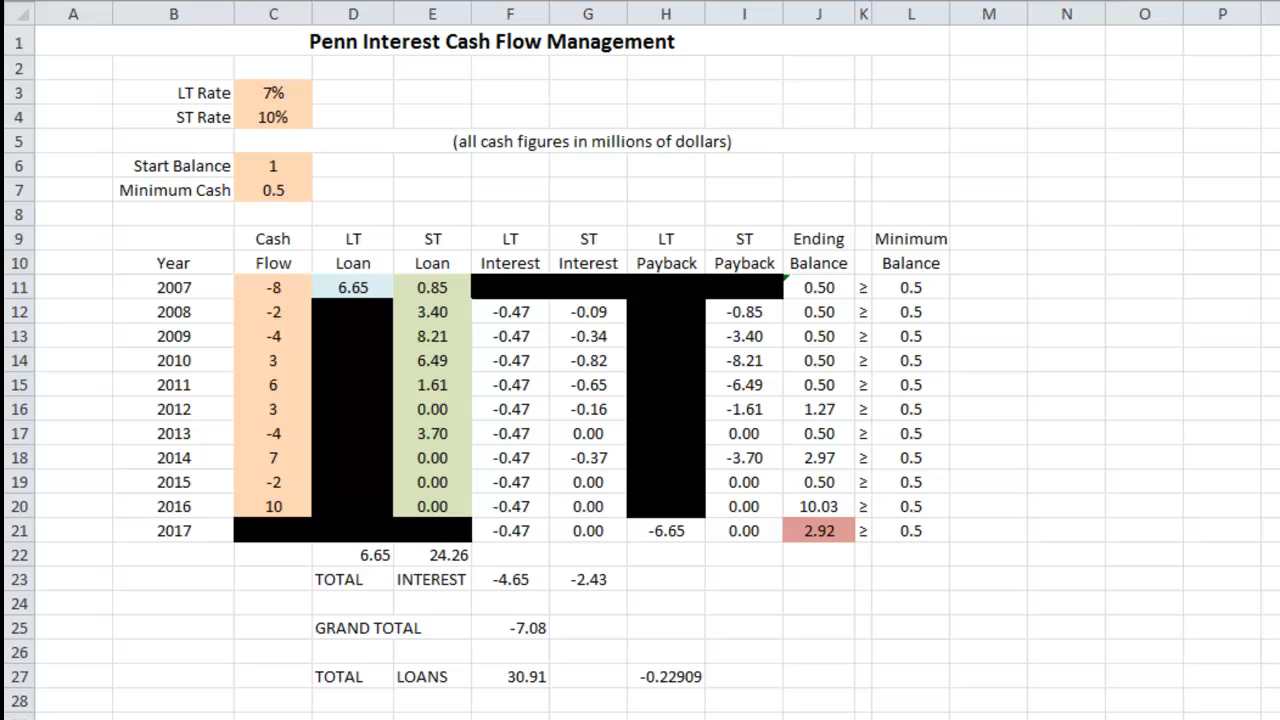 A B C D E F G H I J K L M N O P
1 Penn Interest Cash Flow Management
2
3 LT Rate 7%
4 ST Rate 10%
5 (all cash figures in millions of dollars)
6 Start Balance 1
7 Minimum Cash 0.5
8
9 Cash LT ST LT ST LT ST Ending Minimum
10 Year Flow Loan Loan Interest Interest Payback Payback Balance Balance
11 2007 -8 6.65 0.85 0.50 ≥ 0.5
12 2008 -2 3.40 -0.47 -0.09 -0.85 0.50 ≥ 0.5
13 2009 -4 8.21 -0.47 -0.34 -3.40 0.50 ≥ 0.5
14 2010 3 6.49 -0.47 -0.82 -8.21 0.50 ≥ 0.5
15 2011 6 1.61 -0.47 -0.65 -6.49 0.50 ≥ 0.5
16 2012 3 0.00 -0.47 -0.16 -1.61 1.27 ≥ 0.5
17 2013 -4 3.70 -0.47 0.00 0.00 0.50 ≥ 0.5
18 2014 7 0.00 -0.47 -0.37 -3.70 2.97 ≥ 0.5
19 2015 -2 0.00 -0.47 0.00 0.00 0.50 ≥ 0.5
20 2016 10 0.00 -0.47 0.00 0.00 10.03 ≥ 0.5
21 2017 -0.47 0.00 -6.65 0.00 2.92 ≥ 0.5
22 6.65 24.26
23 TOTAL INTEREST -4.65 -2.43
24
25 GRAND TOTAL -7.08
26
27 TOTAL LOANS 30.91 -0.22909
28